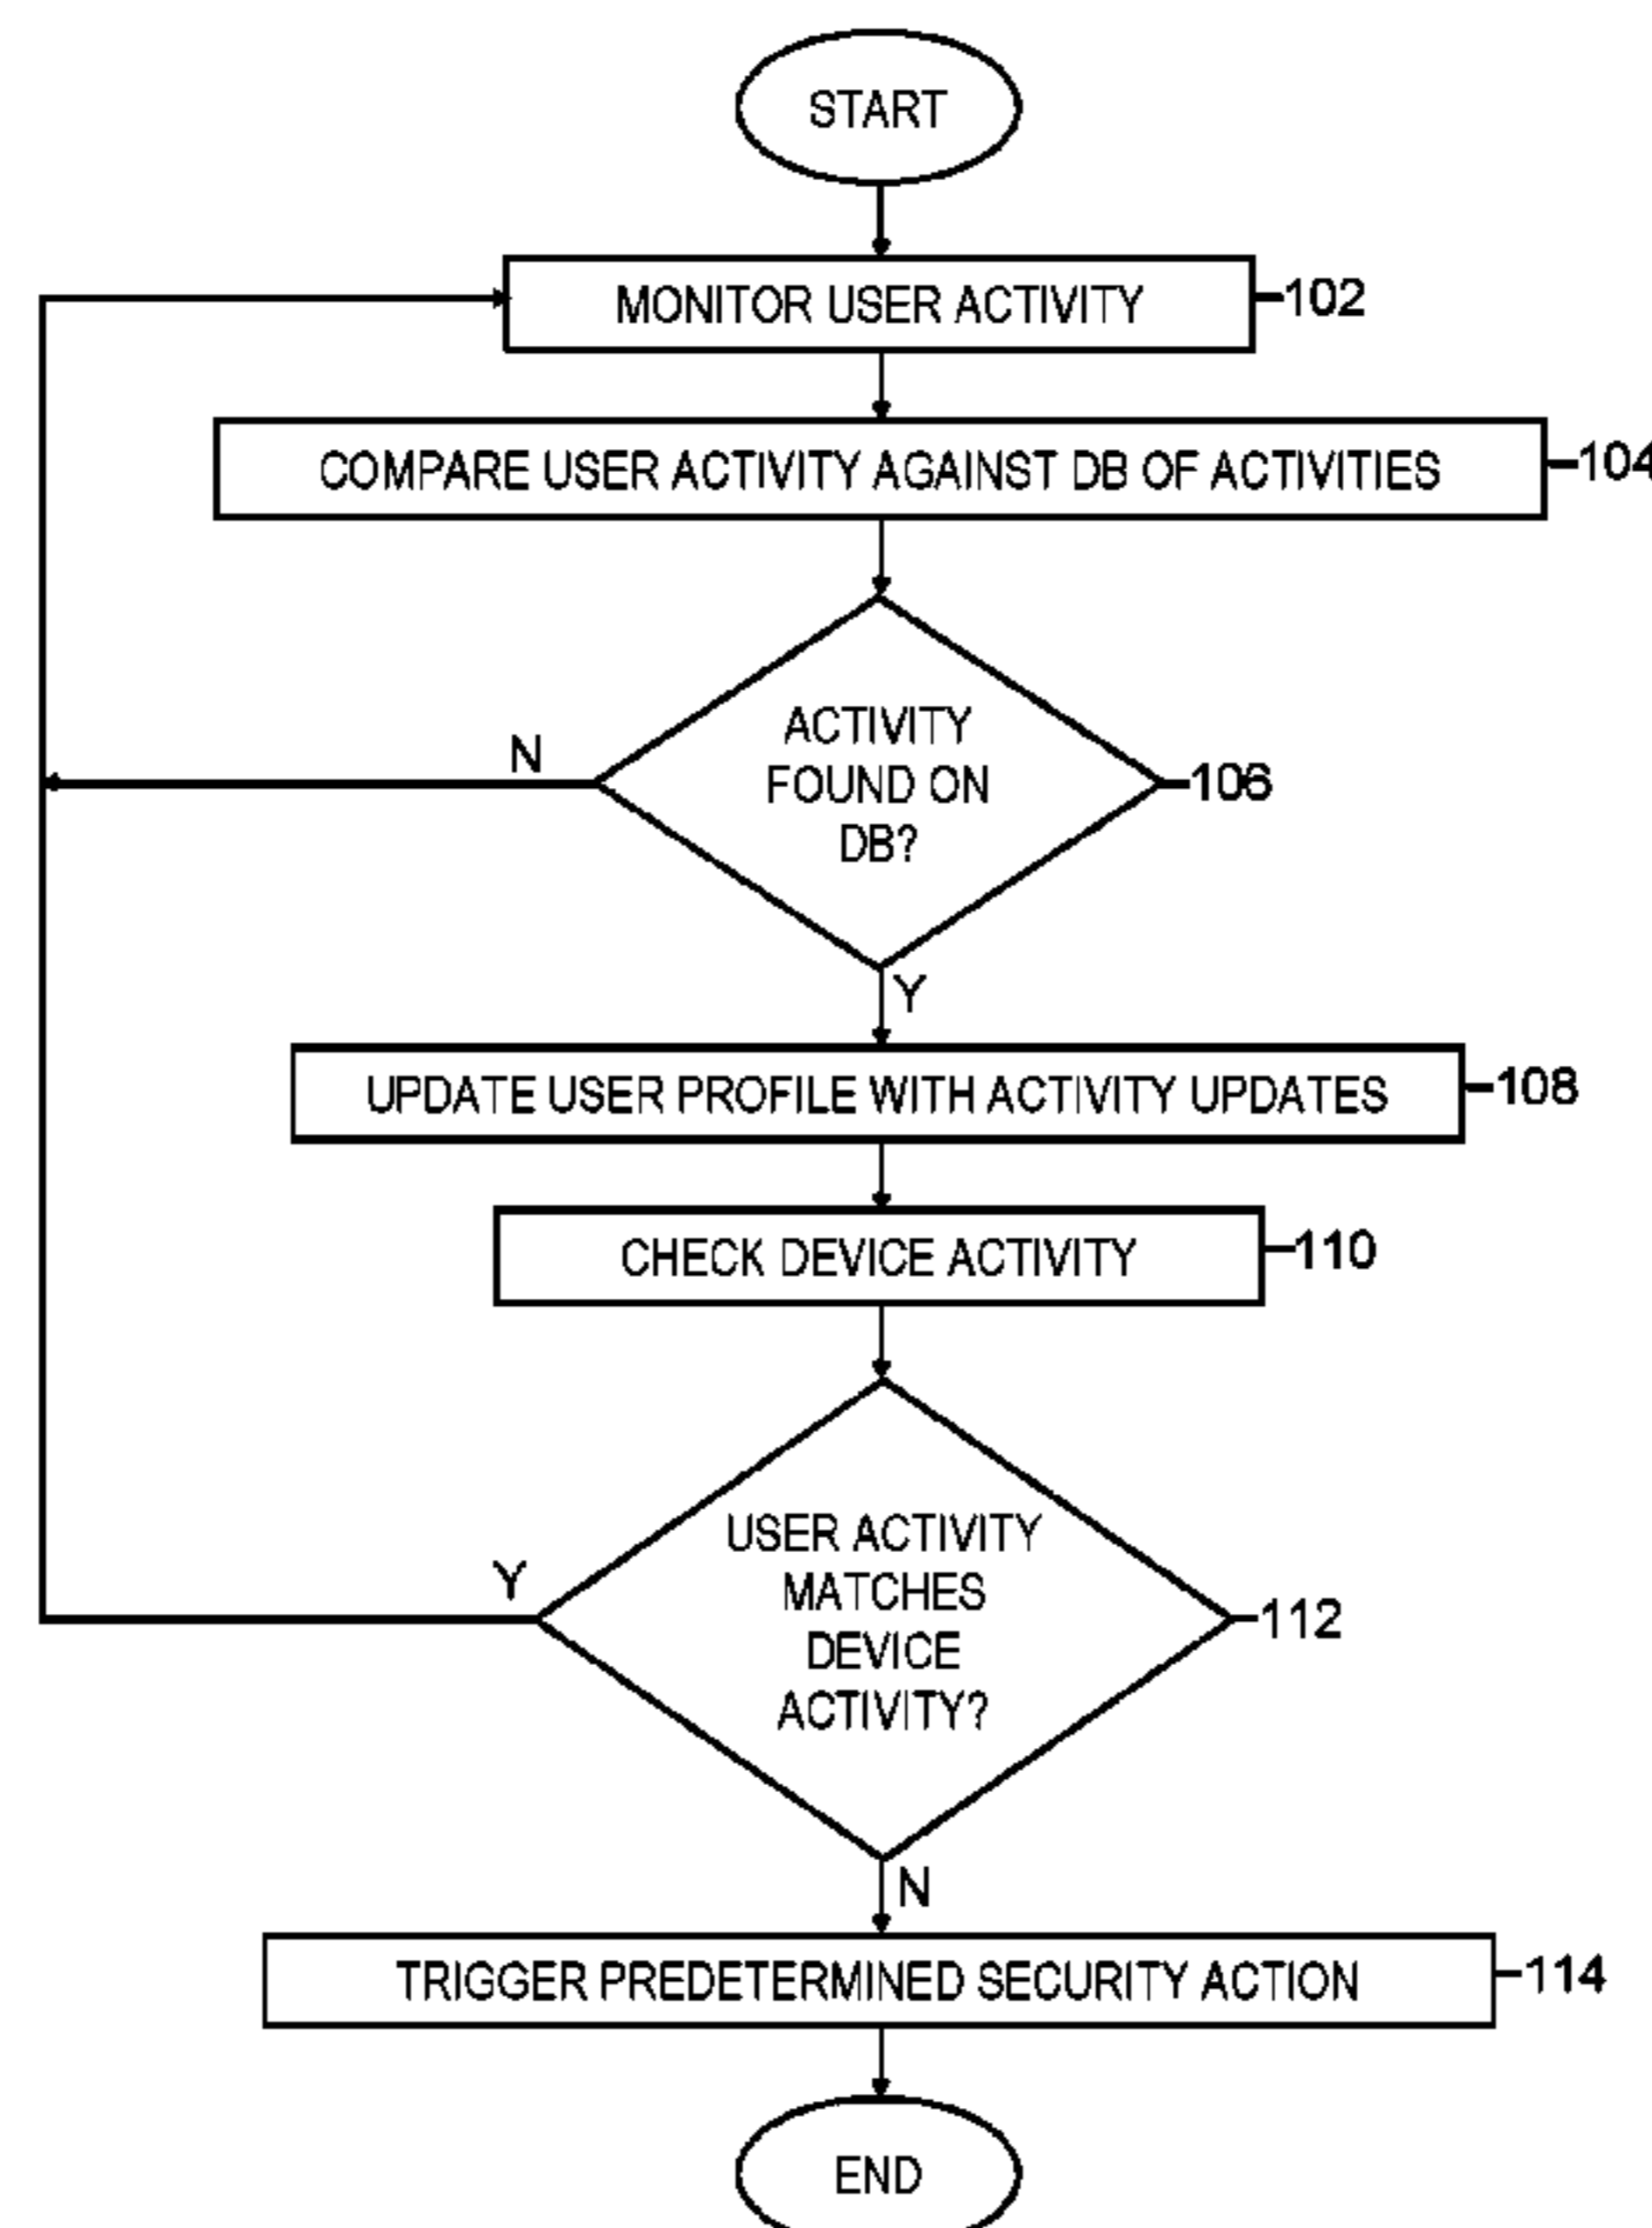 START
MONITOR USER ACTIVITY
102
COMPARE USER ACTIVITY AGAINST DB OF ACTIVITIES
104
ACTIVITY
FOUND ON
DB?
106
N
Y
UPDATE USER PROFILE WITH ACTIVITY UPDATES
108
CHECK DEVICE ACTIVITY
110
USER ACTIVITY
MATCHES
DEVICE
ACTIVITY?
112
Y
N
TRIGGER PREDETERMINED SECURITY ACTION
114
END